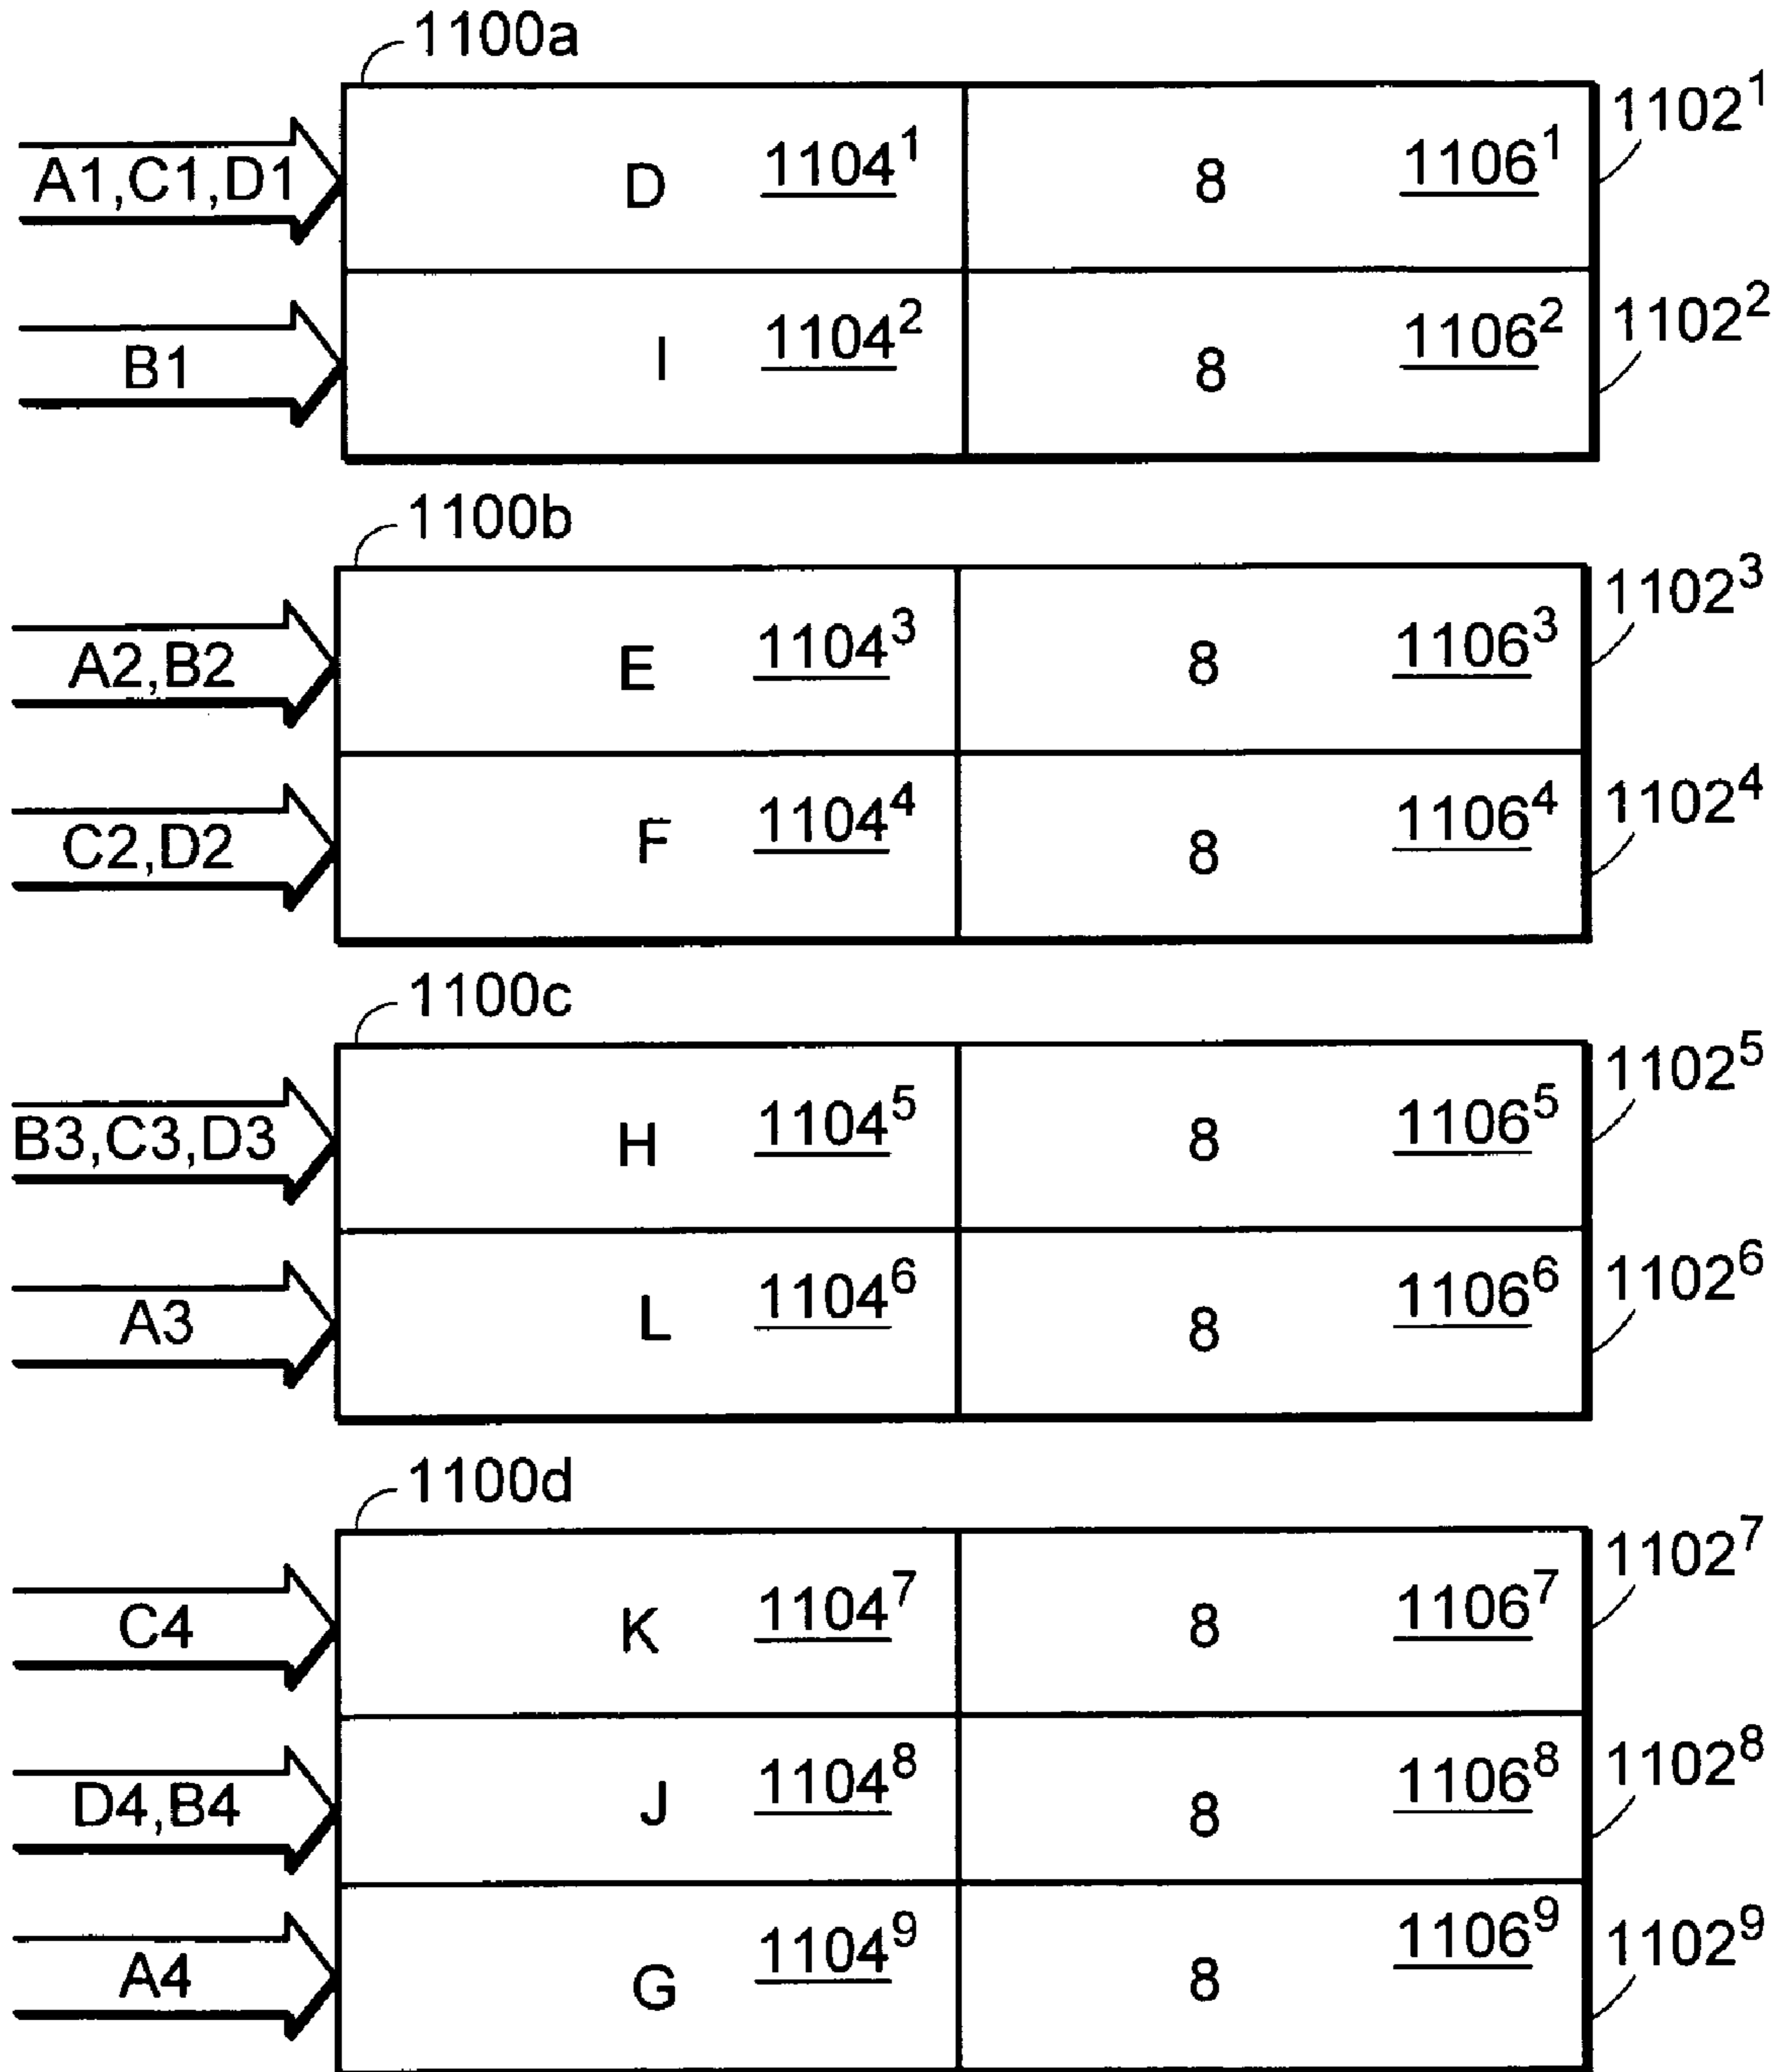 1100a
A1,C1,D1 D 1104¹ 8 1106¹ 1102¹
B1 I 1104² 8 1106² 1102²
1100b
A2,B2 E 1104³ 8 1106³ 1102³
C2,D2 F 1104⁴ 8 1106⁴ 1102⁴
1100c
B3,C3,D3 H 1104⁵ 8 1106⁵ 1102⁵
A3 L 1104⁶ 8 1106⁶ 1102⁶
1100d
C4 K 1104⁷ 8 1106⁷ 1102⁷
D4,B4 J 1104⁸ 8 1106⁸ 1102⁸
A4 G 1104⁹ 8 1106⁹ 1102⁹